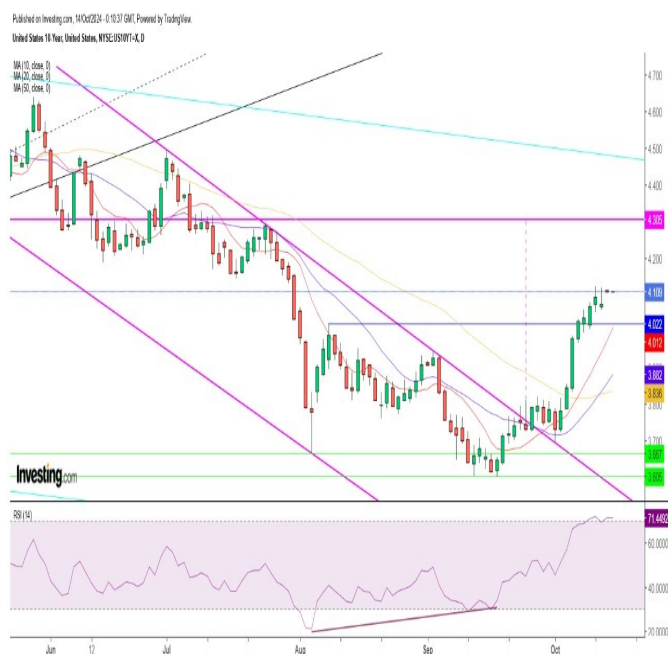 Published on Investing.com, 14/Oct/2024 - 0:10:37 GMT, Powered by TradingView.
United States 10-Year, United States, NYSE:US10YT=X, D
MA (10, close, 0)
MA (20, close, 0)
MA (50, close, 0)
4.700
4.500
4.400
4.305
4.200
4.109
4.022
4.012
3.882
3.836
3.800
3.700
3.667
3.605
Investing.com
RSI (14)
71.4492
60.0000
20.0000
Jun 12 Jul Aug Sep Oct